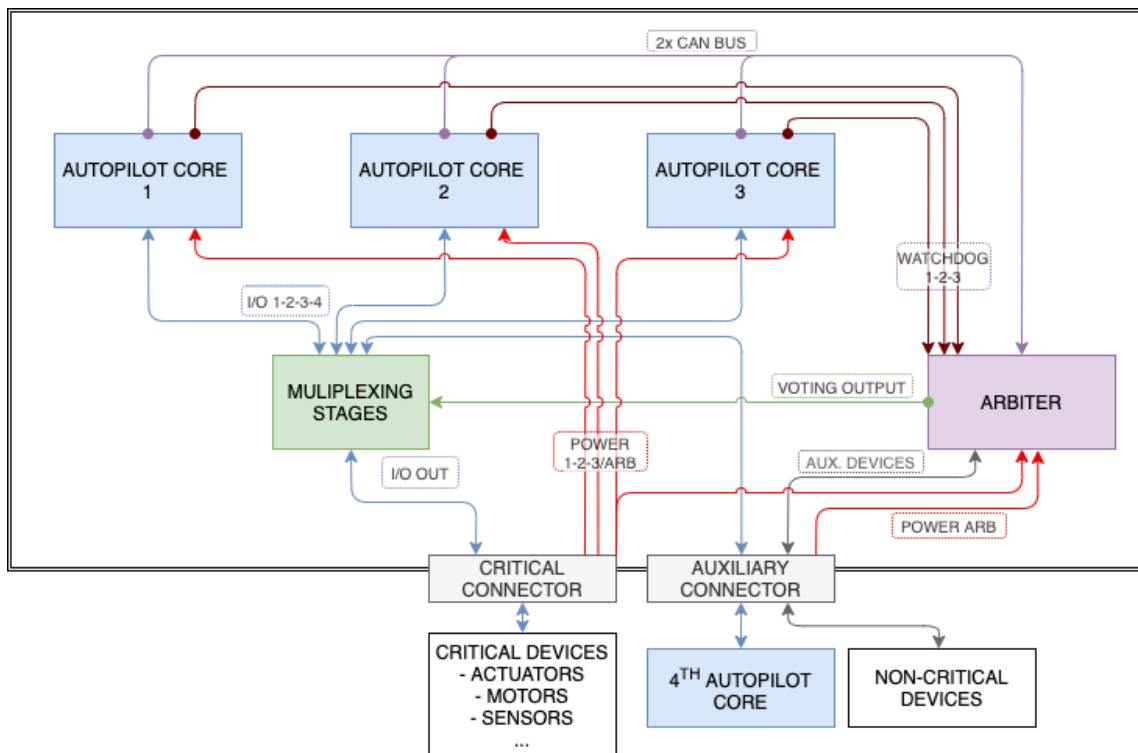 2x CAN BUS
AUTOPILOT CORE
1
AUTOPILOT CORE
2
AUTOPILOT CORE
3
WATCHDOG
1-2-3
I/O 1-2-3-4
MULIPLEXING
STAGES
VOTING OUTPUT
ARBITER
POWER
1-2-3/ARB
I/O OUT
AUX. DEVICES
POWER ARB
CRITICAL
CONNECTOR
AUXILIARY
CONNECTOR
CRITICAL DEVICES
- ACTUATORS
- MOTORS
- SENSORS
...
4TH AUTOPILOT
CORE
NON-CRITICAL
DEVICES